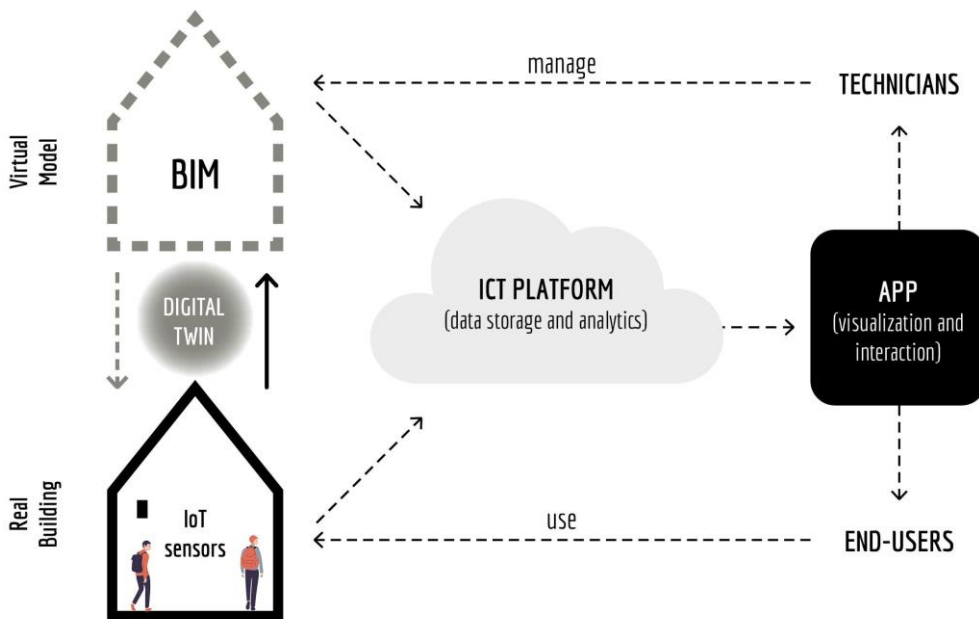 manage
TECHNICIANS
Virtual
Model
BIM
ICT PLATFORM
(data storage and analytics)
APP
(visualization and
interaction)
DIGITAL
TWIN
Real
Building
IoT
sensors
use
END-USERS